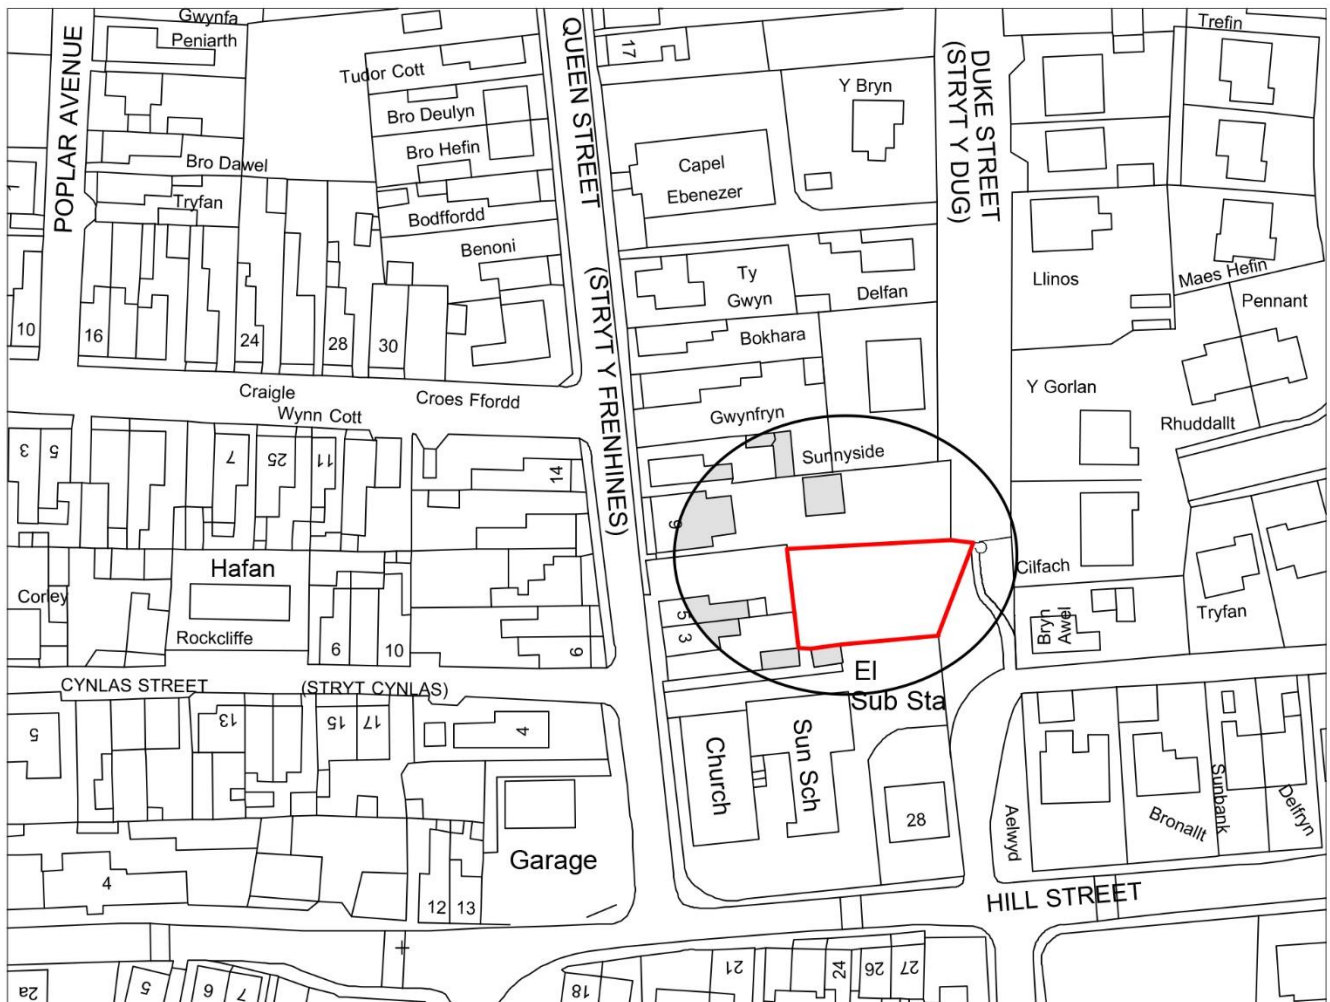 Gwynfa
Peniarth
POPLAR AVENUE
Tudor Cott
QUEEN STREET
(STRYT Y FRENHINES)
17
Y Bryn
DUKE STREET
(STRYT Y DUG)
Trefin
Bro Deulyn
Bro Hefin
Bro Dawel
Capel
Ebenezer
1
Tryfan
Bodffordd
Benoni
Ty
Gwyn
Delfan
Llinos
Maes Hefin
Pennant
10
16
24
28
30
Bokhara
Craigle
Croes Ffordd
Wynn Cott
Gwynfryn
Y Gorlan
Rhuddallt
3
5
7
25
11
14
Sunnyside
9
Hafan
Cilfach
Corley
Rockcliffe
6
10
9
5
3
Bryn
Awel
Tryfan
El
Sub Sta
CYNLAS STREET
(STRYT CYNLAS)
5
13
15
17
4
Church
Sun Sch
28
Aelwyd
Bronallt
Sunbank
Delfryn
Garage
4
12
13
HILL STREET
2a
5
6
7
18
21
24
26
27